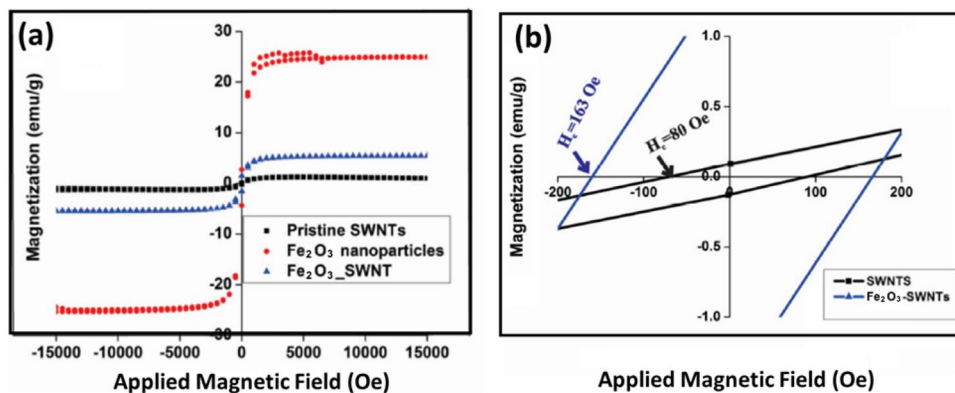 (a)
Magnetization (emu/g)
30
20
10
0
-10
-20
-30
-15000 -10000 -5000 0 5000 10000 15000
Pristine SWNTs
Fe₂O₃ nanoparticles
Fe₂O₃_SWNT
Applied Magnetic Field (Oe)
(b)
Magnetization (emu/g)
1.0
0.5
0.0
-0.5
-1.0
-200 -100 0 100 200
H꜀=163 Oe
H꜀=80 Oe
SWNTS
Fe₂O₃-SWNTs
Applied Magnetic Field (Oe)